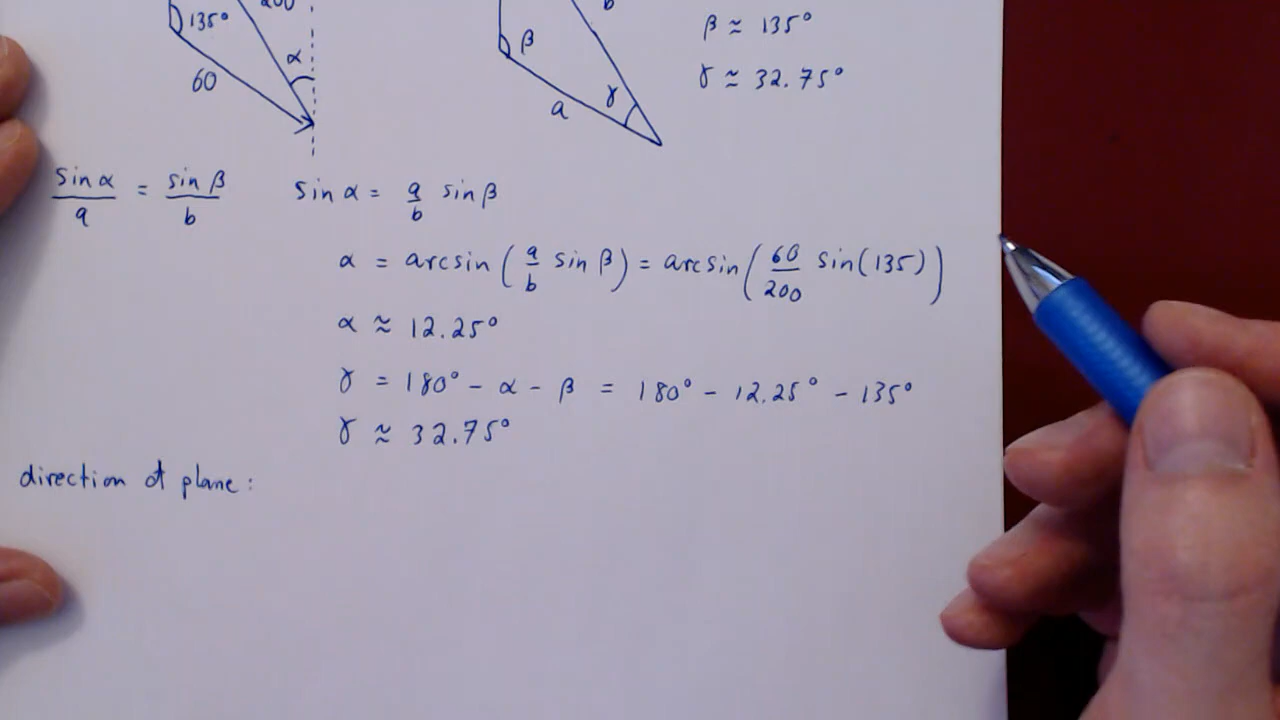 135° 200 α
60
β γ a b
β ≈ 135°
γ ≈ 32.75°
sin α / a = sin β / b sin α = a/b sin β
α = arcsin ( a/b sin β ) = arcsin ( 60/200 sin(135) )
α ≈ 12.25°
γ = 180° - α - β = 180° - 12.25° - 135°
γ ≈ 32.75°
direction of plane: